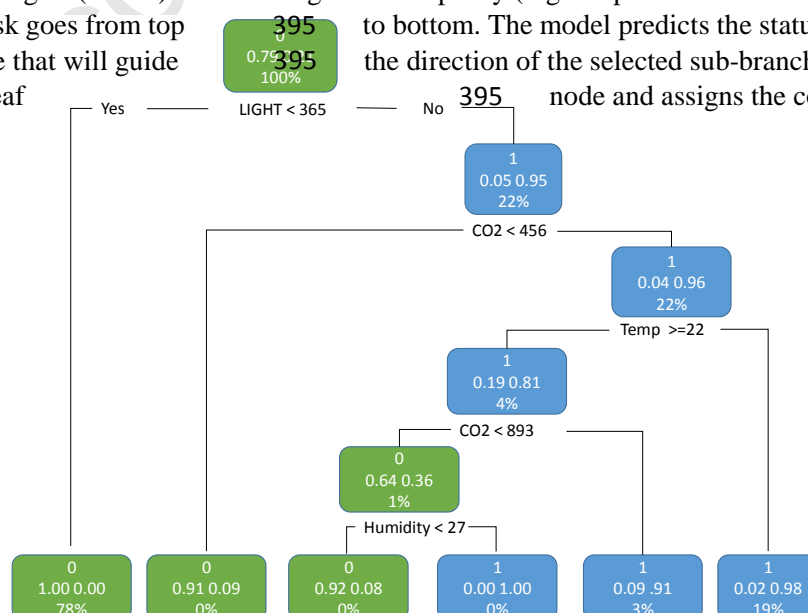 sk goes from top 395 to bottom. The model predicts the statu
e that will guide 395 the direction of the selected sub-branch
eaf 395 node and assigns the c
0
0.79
100%
Yes LIGHT < 365 No
1
0.05 0.95
22%
CO2 < 456
1
0.04 0.96
22%
Temp >=22
1
0.19 0.81
4%
CO2 < 893
0
0.64 0.36
1%
Humidity < 27
0 0 0 1 1 1
1.00 0.00 0.91 0.09 0.92 0.08 0.00 1.00 0.09 .91 0.02 0.98
78% 0% 0% 0% 3% 19%